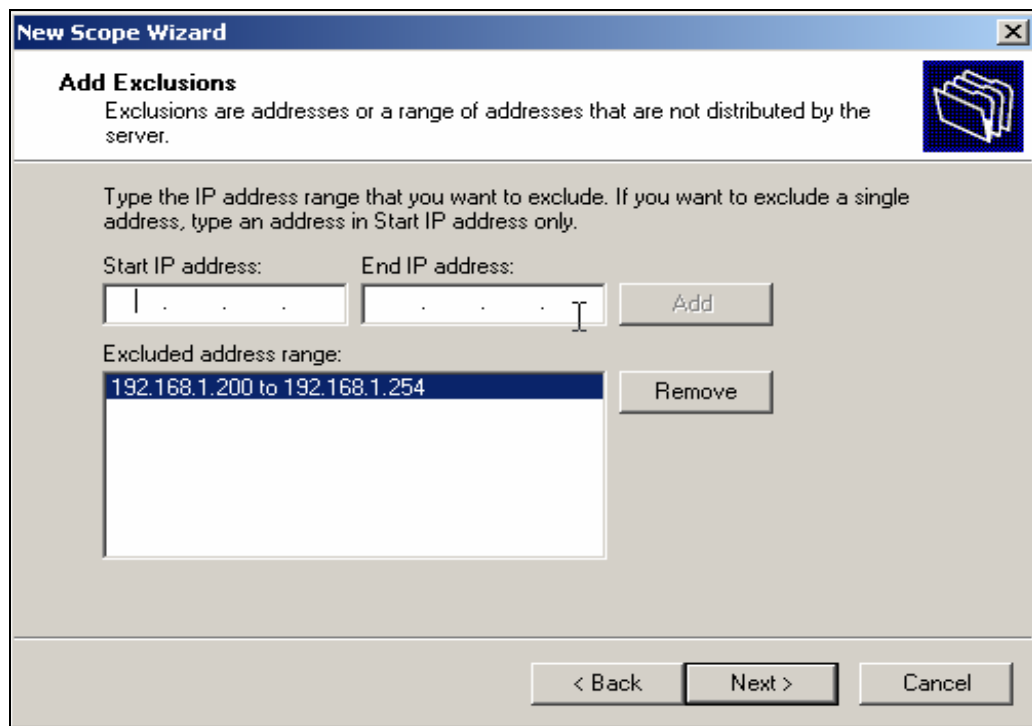 New Scope Wizard
Add Exclusions
Exclusions are addresses or a range of addresses that are not distributed by the
server.
Type the IP address range that you want to exclude. If you want to exclude a single
address, type an address in Start IP address only.
Start IP address: End IP address:
. . . . . . Add
Excluded address range:
192.168.1.200 to 192.168.1.254 Remove
< Back Next > Cancel